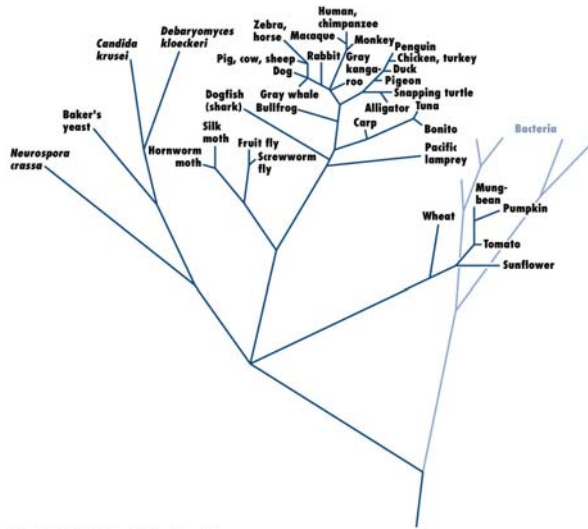 Human,
chimpanzee
Zebra,
horse
Macaque
Monkey
Debaryomyces
kloeckeri
Candida
krusei
Pig, cow, sheep
Rabbit
Gray
kanga-
roo
Penguin
Chicken, turkey
Dog
Duck
Pigeon
Gray whale
Snapping turtle
Dogfish
(shark)
Bullfrog
Alligator
Tuna
Baker's
yeast
Silk
moth
Carp
Bonito
Bacteria
Hornworm
moth
Fruit fly
Screwworm
fly
Pacific
lamprey
Neurospora
crassa
Mung-
bean
Wheat
Pumpkin
Tomato
Sunflower